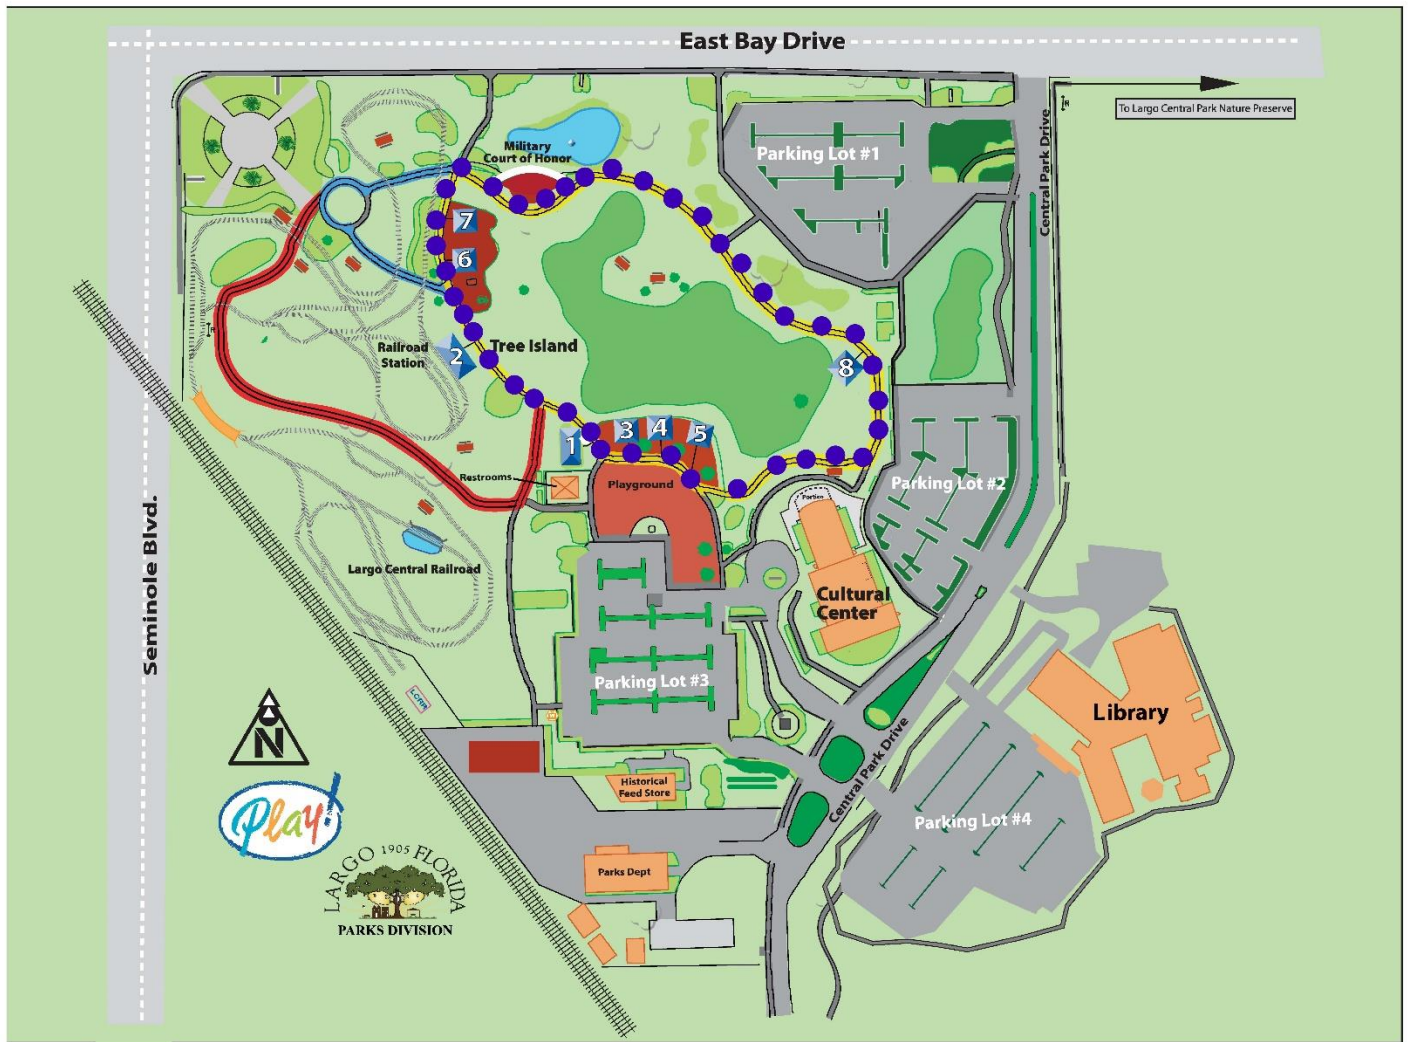 East Bay Drive
To Largo Central Park Nature Preserve
Central Park Drive
Parking Lot #1
Military
Court of Honor
7
6
Railroad
Station
2
Tree Island
8
1
3
4
5
Restrooms
Playground
Parking Lot #2
Largo Central Railroad
Cultural
Center
Seminole Blvd.
Parking Lot #3
LCRR
Library
N
Central Park Drive
Historical
Feed Store
Play!
Parking Lot #4
LARGO 1905 FLORIDA
PARKS DIVISION
Parks Dept